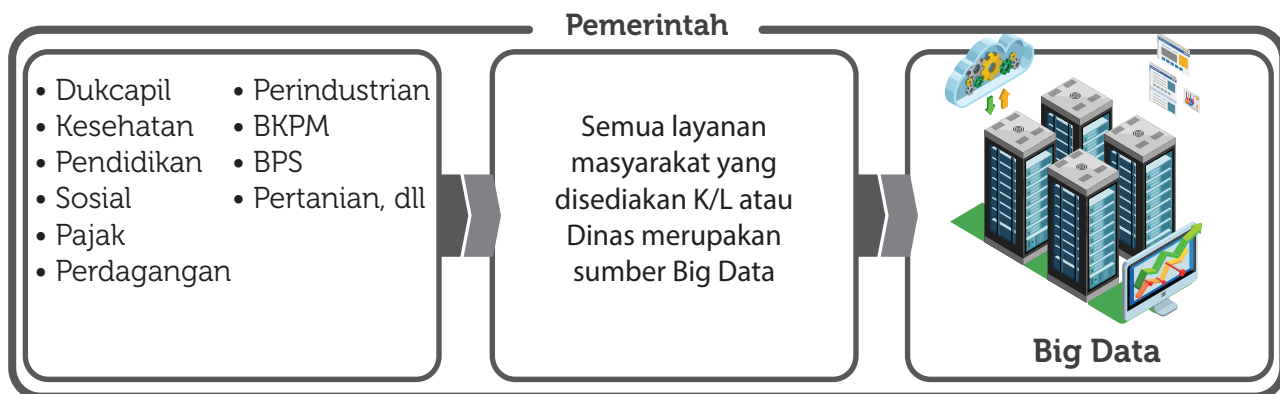 Pemerintah
• Dukcapil
• Kesehatan
• Pendidikan
• Sosial
• Pajak
• Perdagangan
• Perindustrian
• BKPM
• BPS
• Pertanian, dll
Semua layanan
masyarakat yang
disediakan K/L atau
Dinas merupakan
sumber Big Data
Big Data